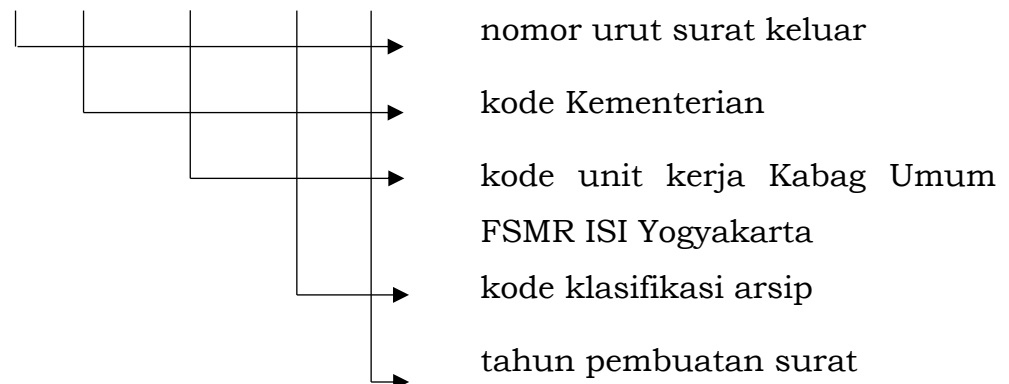 nomor urut surat keluar
kode Kementerian
kode unit kerja Kabag Umum
FSMR ISI Yogyakarta
kode klasifikasi arsip
tahun pembuatan surat